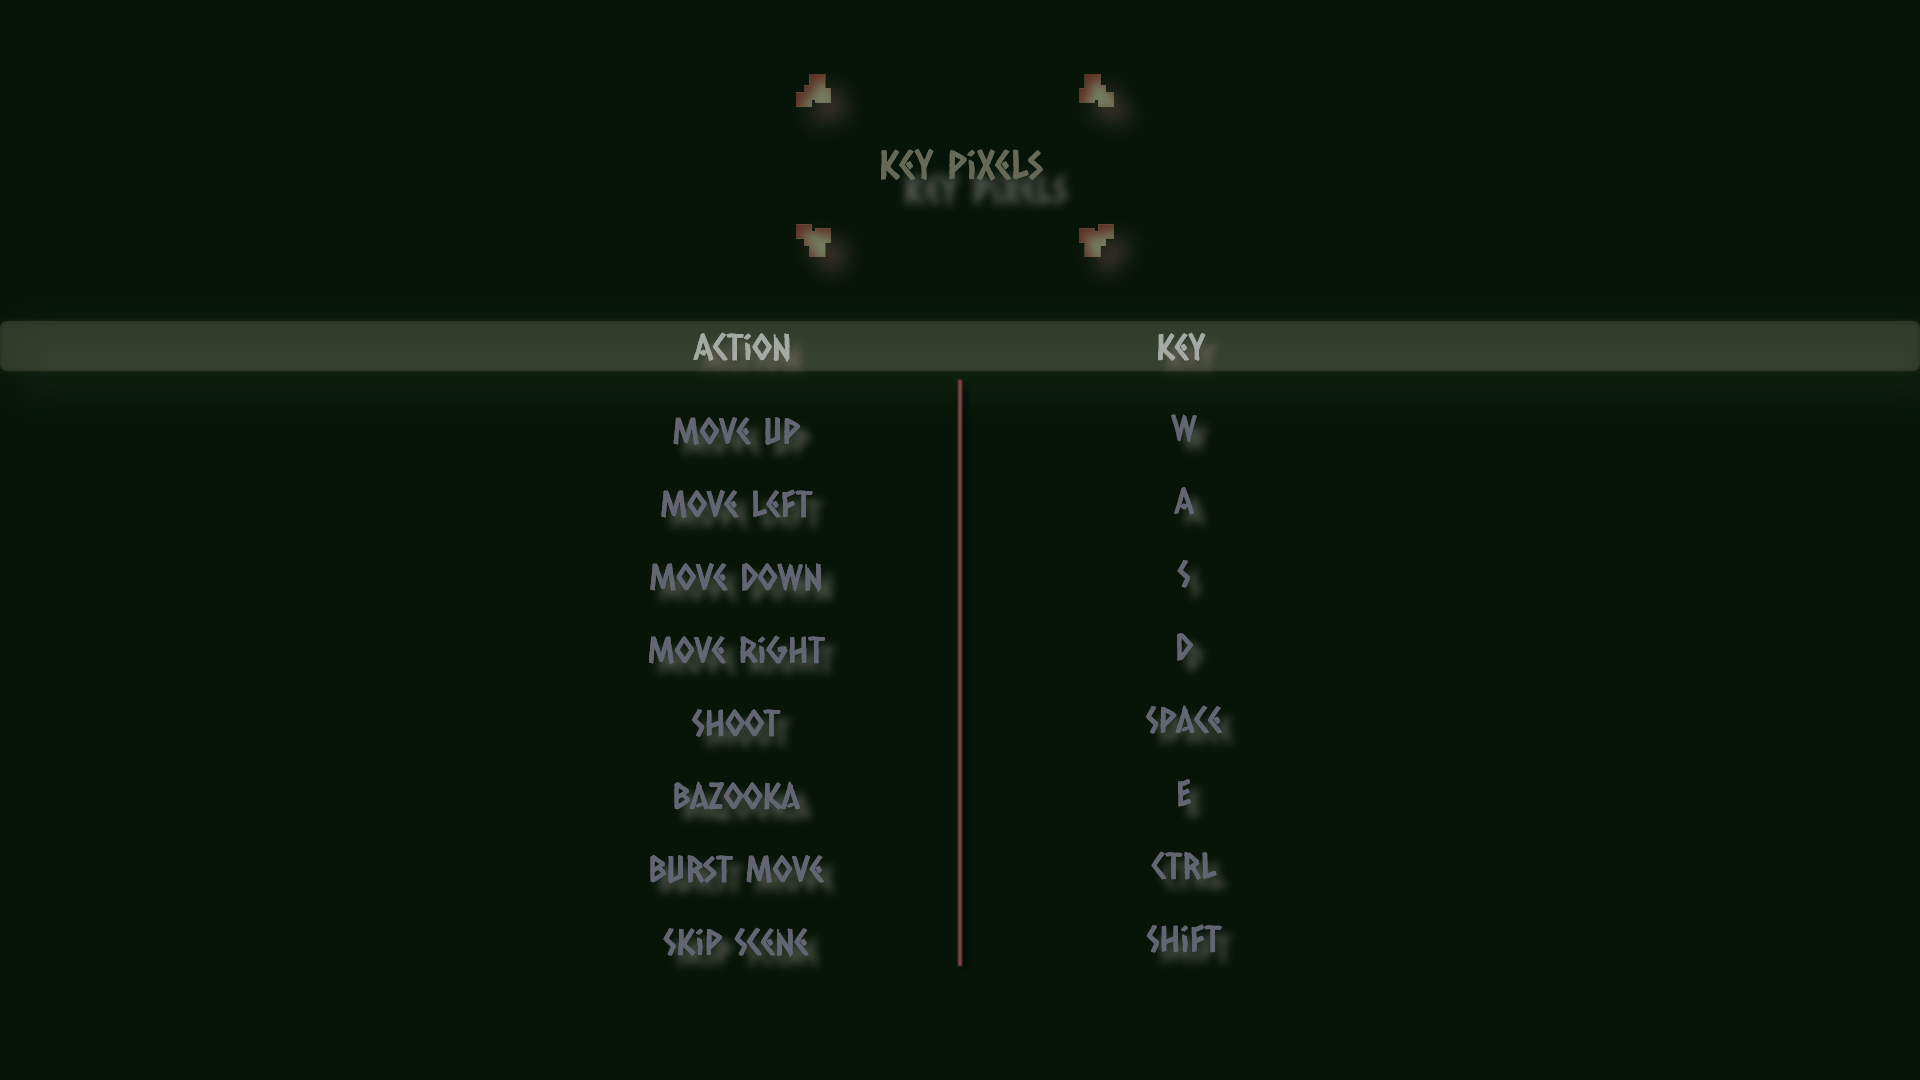 KEY PiXELS
ACTiON KEY
MOVE UP W
MOVE LEFT A
MOVE DOWN S
MOVE RiGHT D
SHOOT SPACE
BAZOOKA E
BURST MOVE CTRL
SKiP SCENE SHiFT